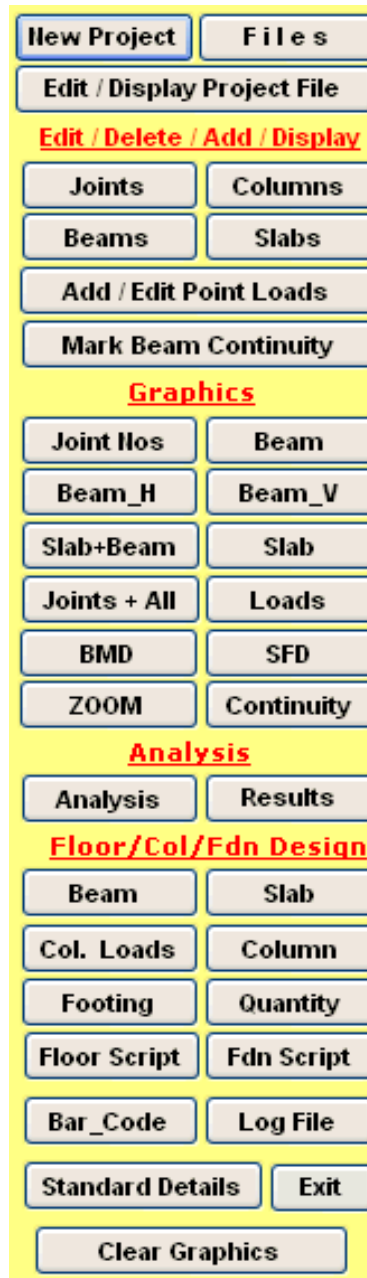 New Project Files
Edit / Display Project File
Edit / Delete / Add / Display
Joints Columns
Beams Slabs
Add / Edit Point Loads
Mark Beam Continuity
Graphics
Joint Nos Beam
Beam_H Beam_V
Slab+Beam Slab
Joints + All Loads
BMD SFD
ZOOM Continuity
Analysis
Analysis Results
Floor/Col/Fdn Design
Beam Slab
Col. Loads Column
Footing Quantity
Floor Script Fdn Script
Bar_Code Log File
Standard Details Exit
Clear Graphics